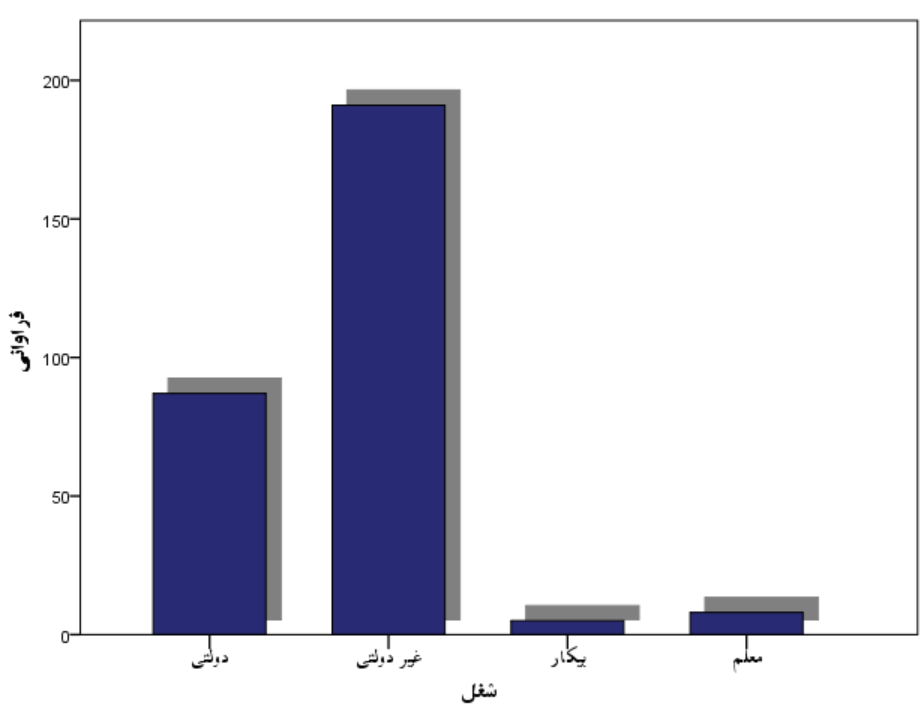 200
150
100
50
0
فراوانی
دولتی
غیر دولتی
بیکار
معلم
شغل